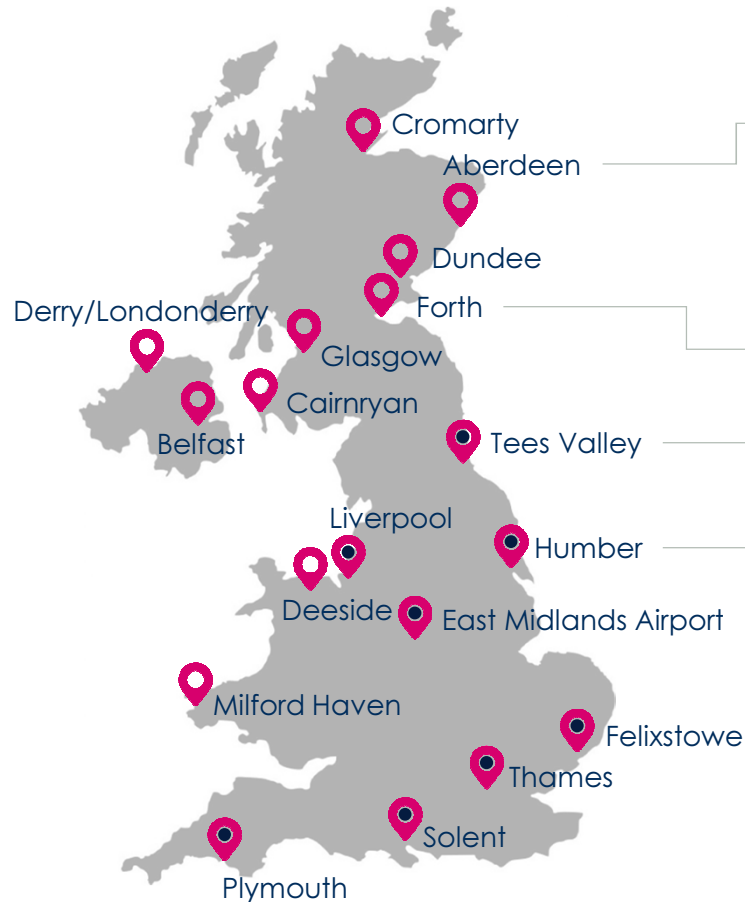 Cromarty
Aberdeen
Dundee
Forth
Derry/Londonderry
Glasgow
Cairnryan
Belfast
Tees Valley
Liverpool
Humber
Deeside
East Midlands Airport
Milford Haven
Felixstowe
Thames
Solent
Plymouth